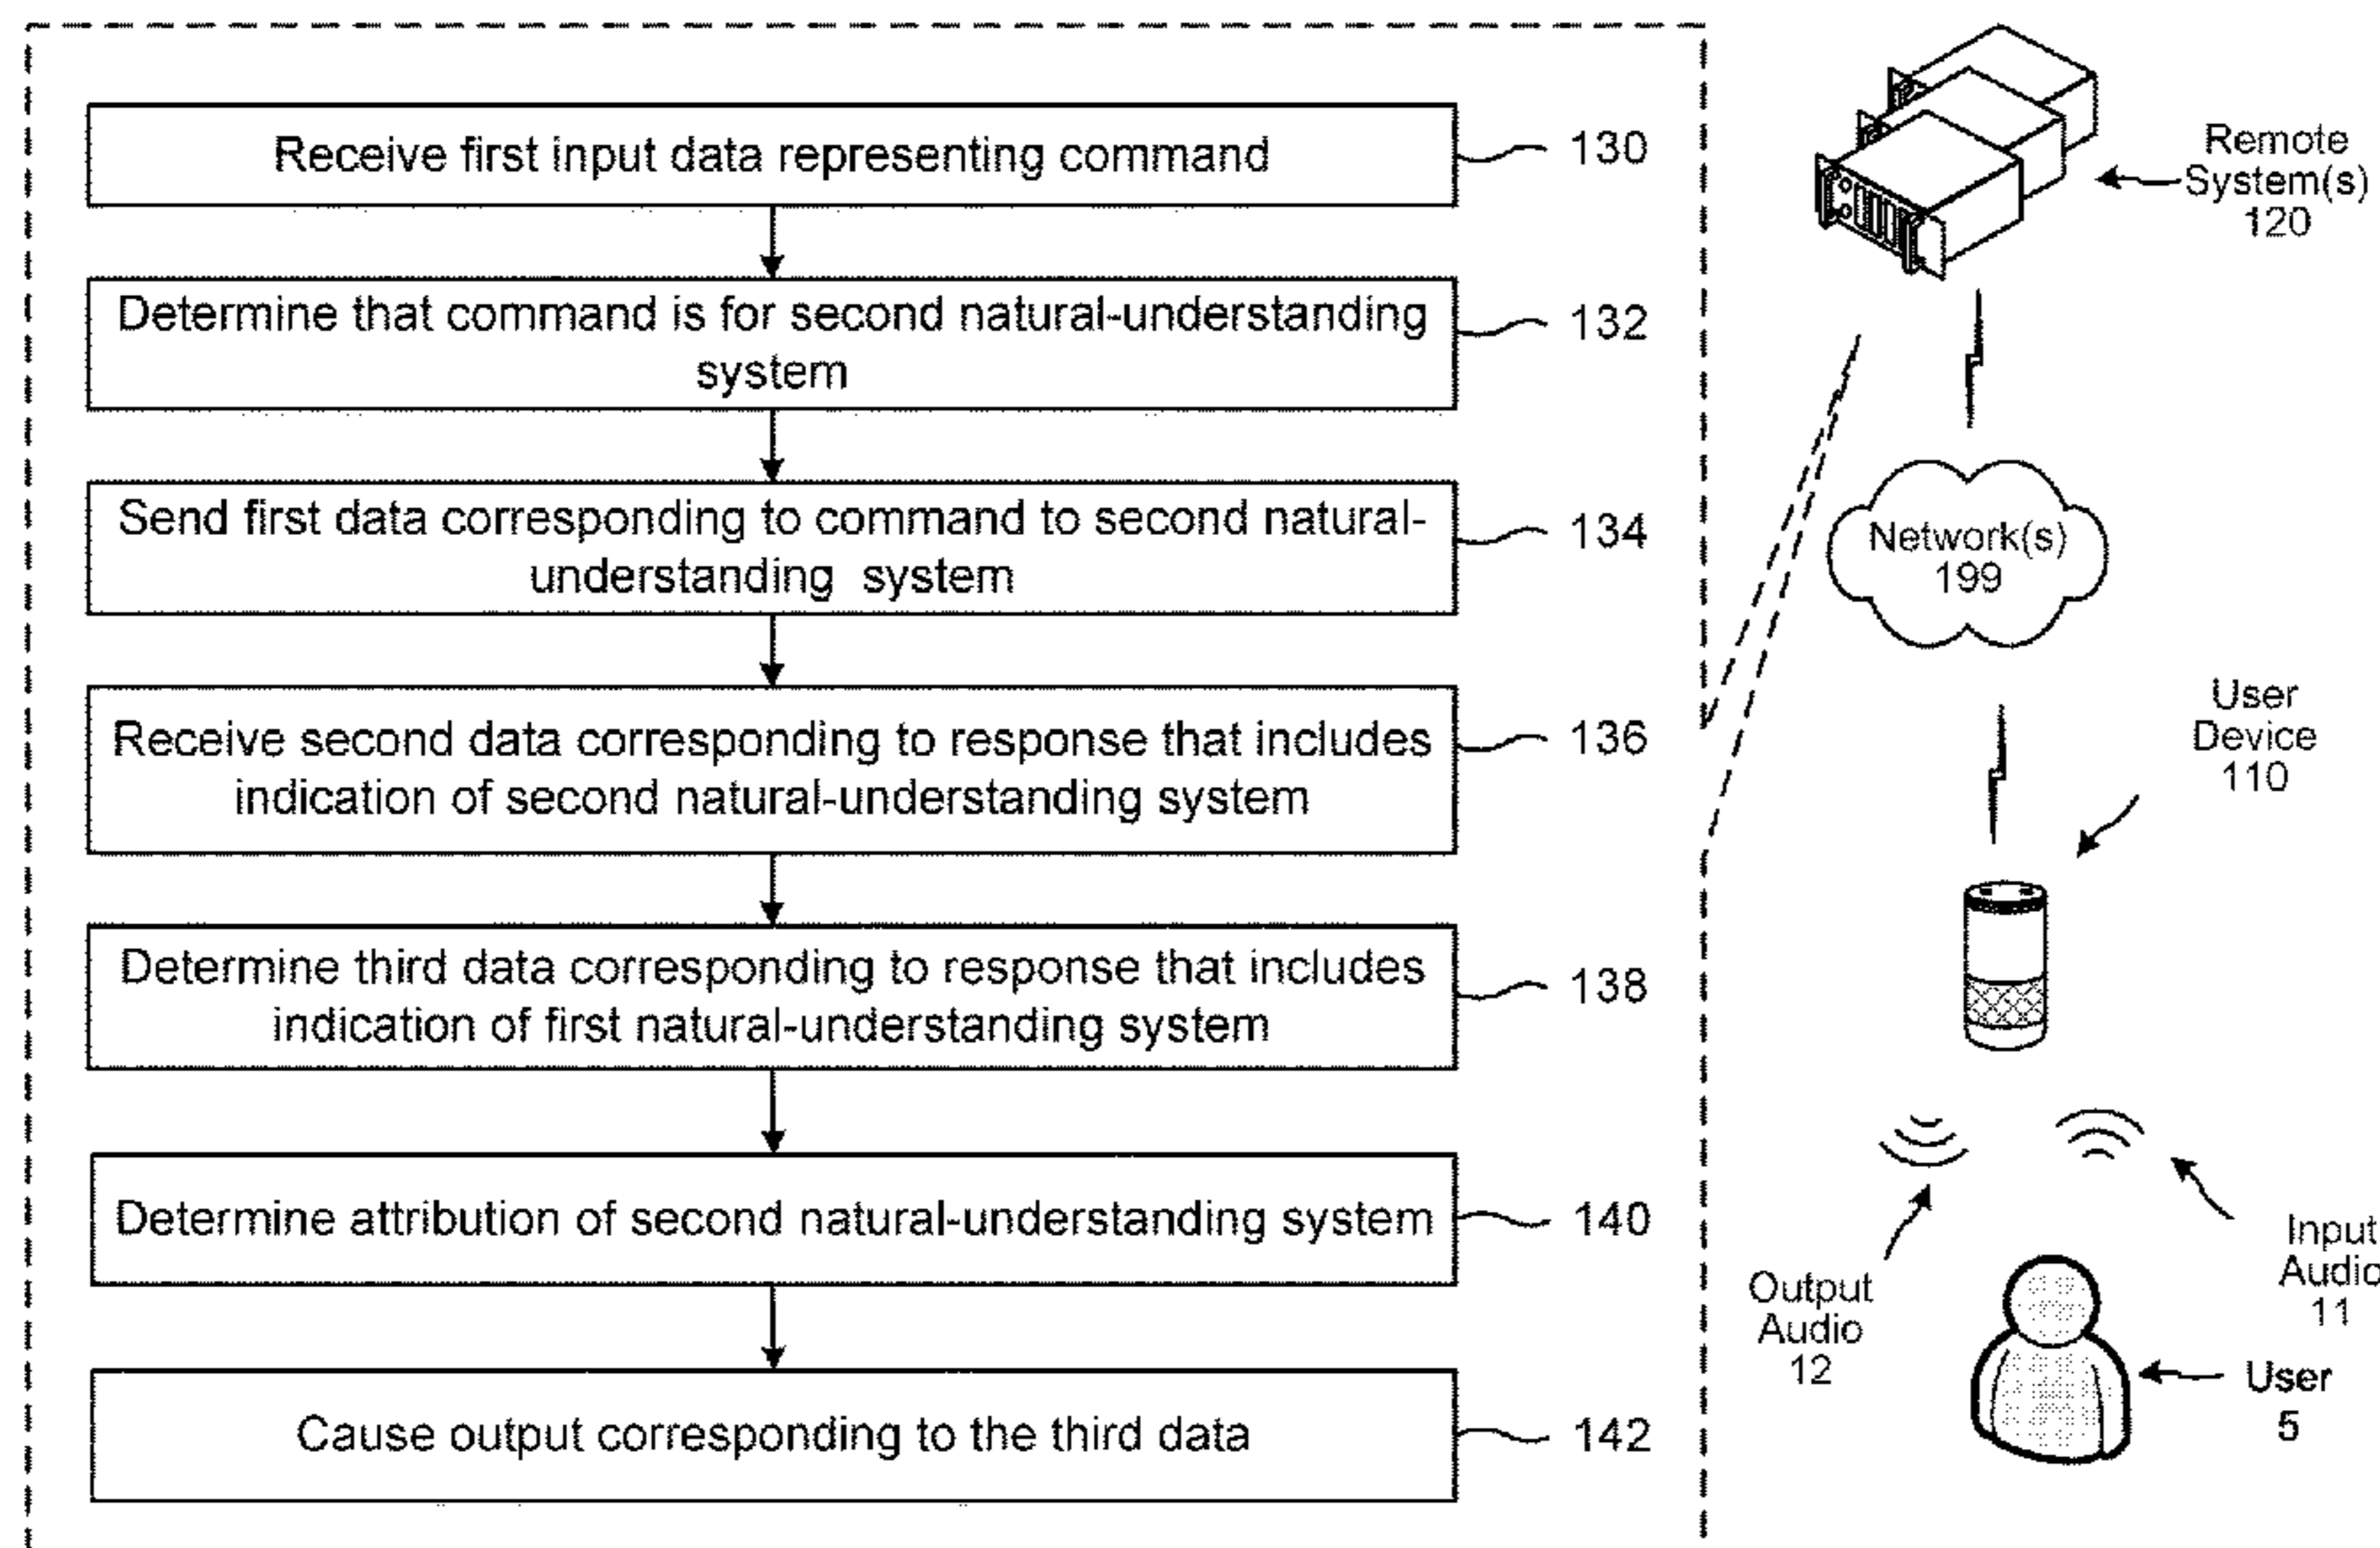 Receive first input data representing command
130
Determine that command is for second natural-understanding
system
132
Send first data corresponding to command to second natural-
understanding system
134
Receive second data corresponding to response that includes
indication of second natural-understanding system
136
Determine third data corresponding to response that includes
indication of first natural-understanding system
138
Determine attribution of second natural-understanding system
140
Cause output corresponding to the third data
142
Remote
System(s)
120
Network(s)
199
User
Device
110
Input
Audio
11
Output
Audio
12
User
5